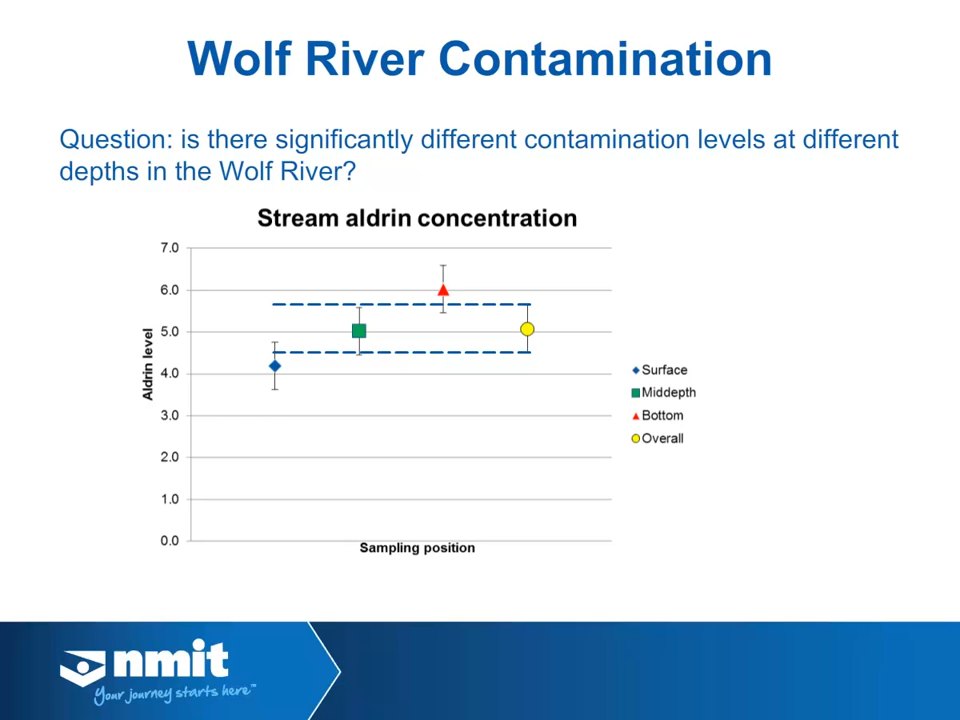 Wolf River Contamination
Question: is there significantly different contamination levels at different
depths in the Wolf River?
Stream aldrin concentration
7.0
6.0
5.0
4.0
3.0
2.0
1.0
0.0
Aldrin level
Sampling position
Surface
Middepth
Bottom
Overall
nmit
Your journey starts here™